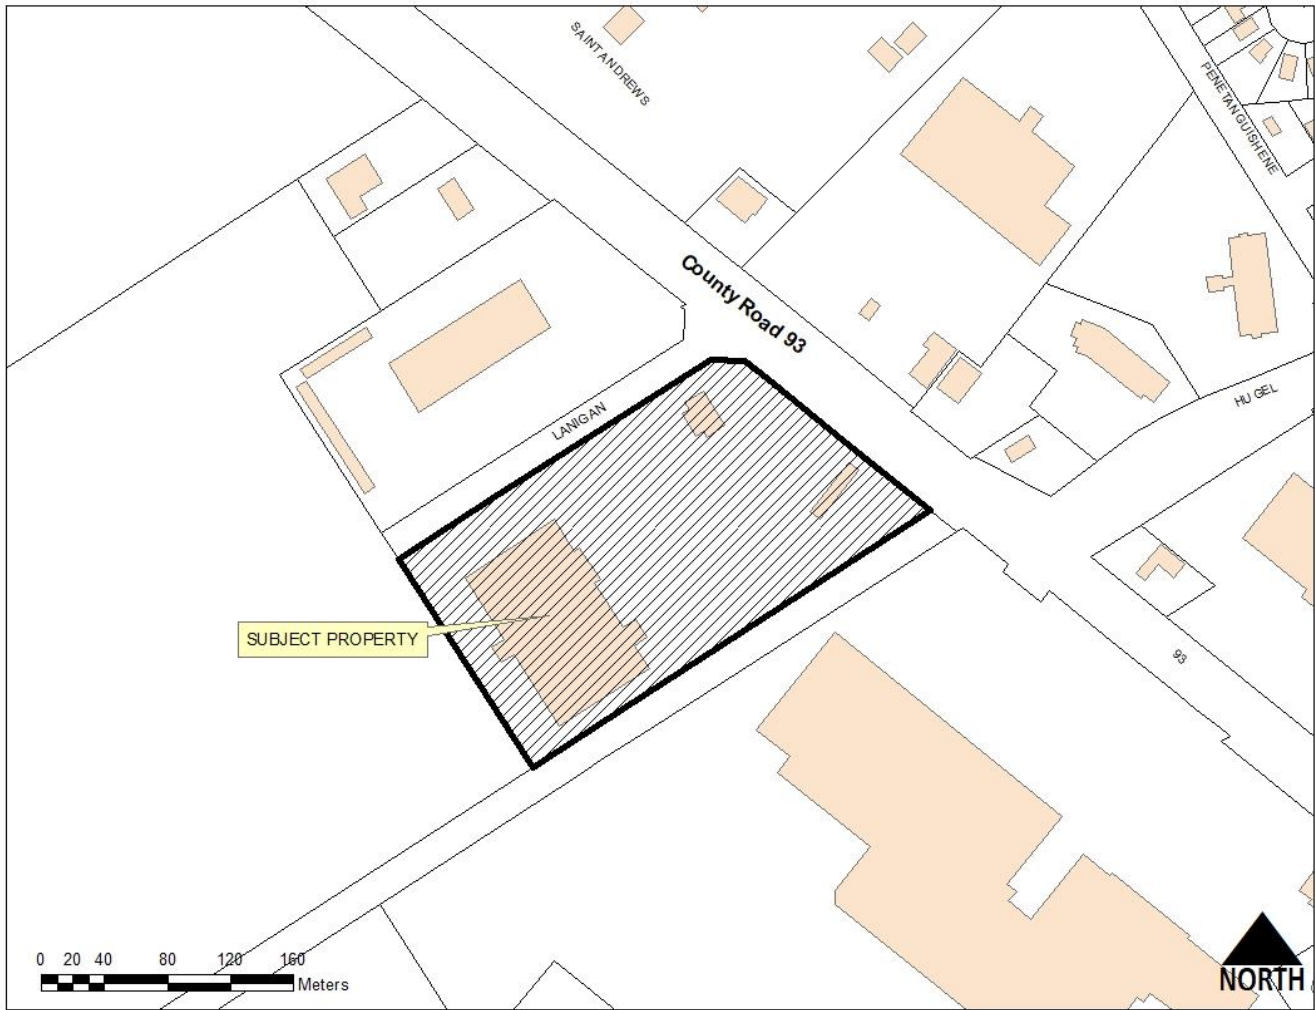 SAINT ANDREWS
PENETANGUISHENE
County Road 93
HUGEL
LANIGAN
SUBJECT PROPERTY
93
0 20 40 80 120 160
Meters
NORTH